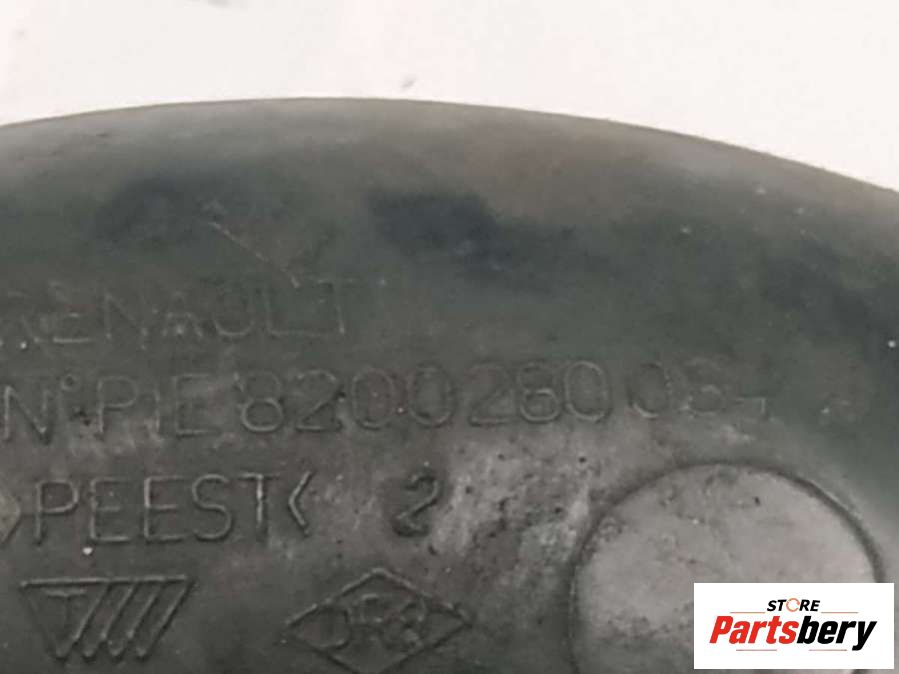 RENAULT
N°PIE 8200280084
>PEEST< 2
STORE
Partsbery